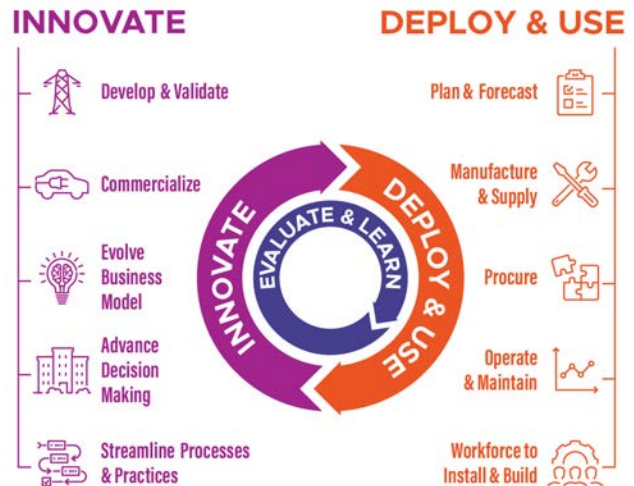 INNOVATE
Develop & Validate
Commercialize
Evolve
Business
Model
Advance
Decision
Making
Streamline Processes
& Practices
INNOVATE
EVALUATE & LEARN
DEPLOY & USE
DEPLOY & USE
Plan & Forecast
Manufacture
& Supply
Procure
Operate
& Maintain
Workforce to
Install & Build